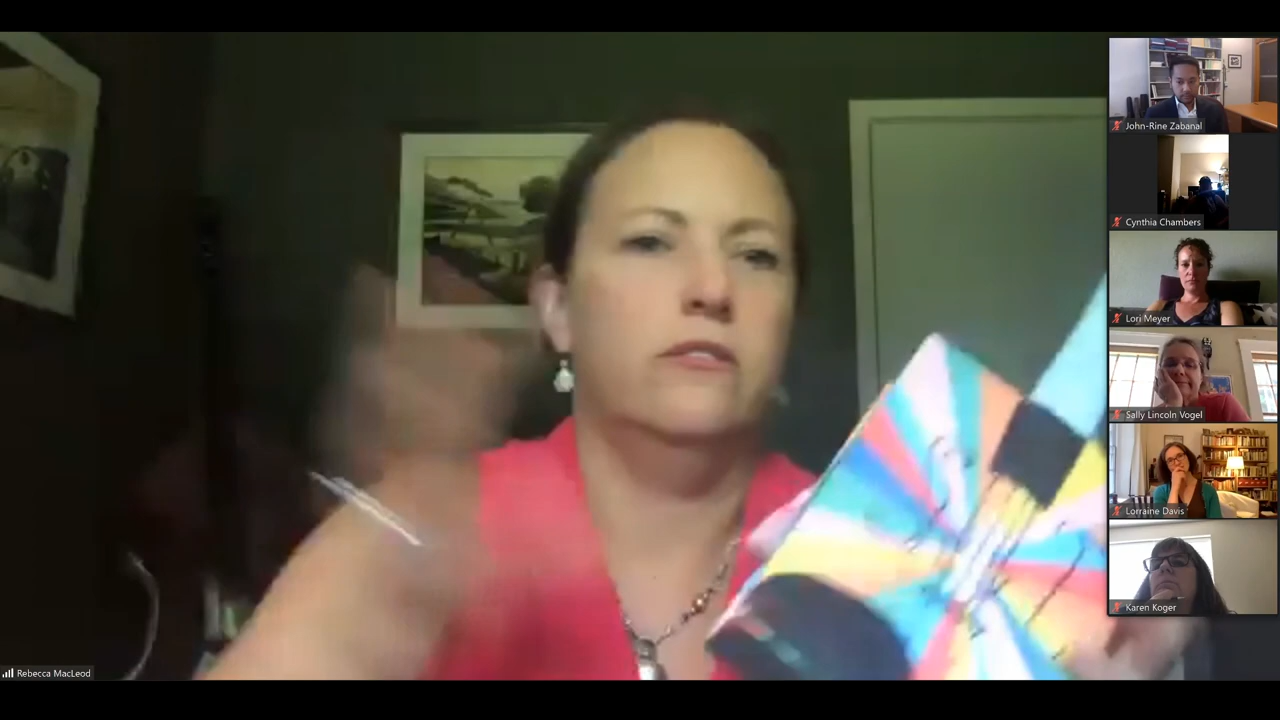 John-Rine Zabanal
Cynthia Chambers
Lori Meyer
Sally Lincoln Vogel
Lorraine Davis
Karen Koger
Rebecca MacLeod